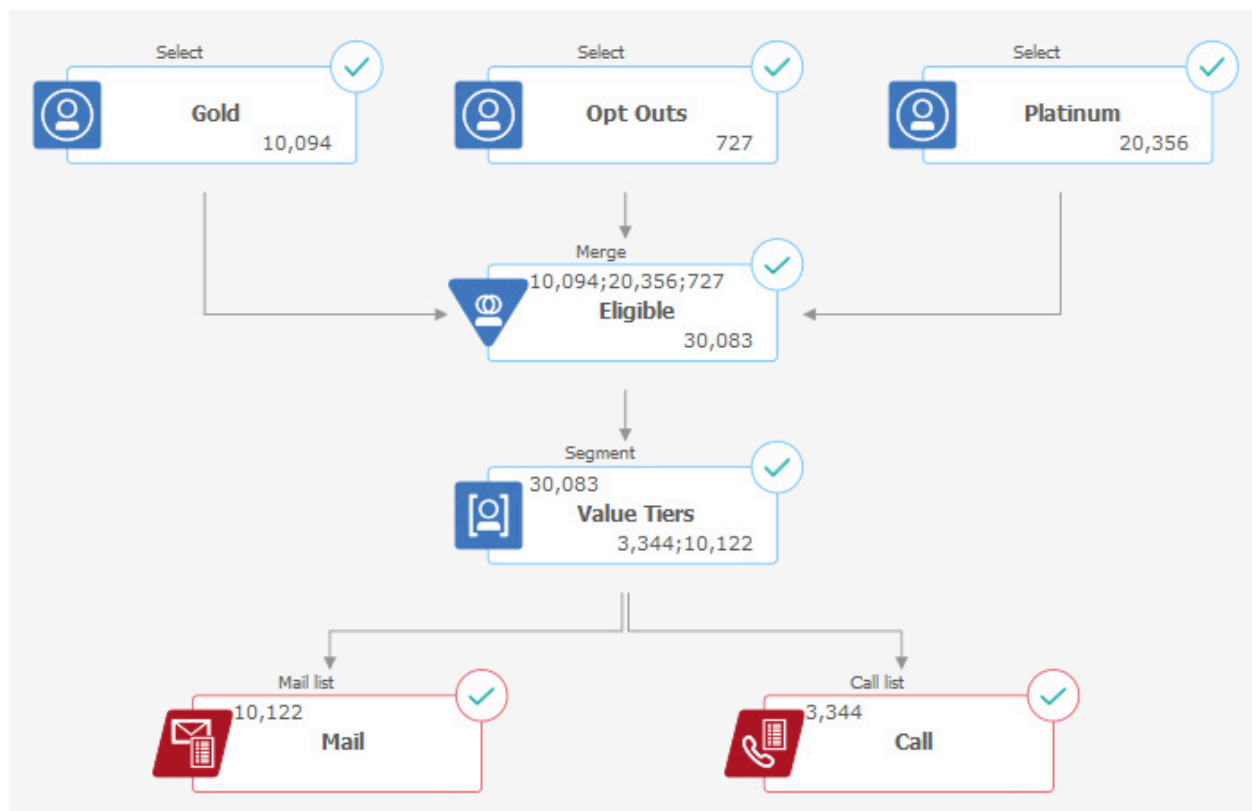 Select
Gold
10,094
Select
Opt Outs
727
Select
Platinum
20,356
Merge
10,094;20,356;727
Eligible
30,083
Segment
30,083
Value Tiers
3,344;10,122
Mail list
10,122
Mail
Call list
3,344
Call